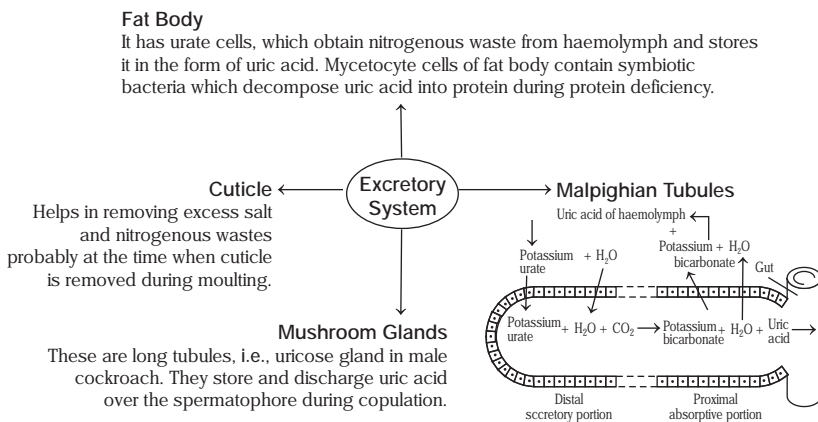 Fat Body
It has urate cells, which obtain nitrogenous waste from haemolymph and stores
it in the form of uric acid. Mycetocyte cells of fat body contain symbiotic
bacteria which decompose uric acid into protein during protein deficiency.
Cuticle
Helps in removing excess salt
and nitrogenous wastes
probably at the time when cuticle
is removed during moulting.
Excretory
System
Malpighian Tubules
Uric acid of haemolymph
+
Potassium + H₂O
bicarbonate
Potassium + H₂O
urate
Gut
Potassium + H₂O + CO₂
urate
Potassium + H₂O + Uric
bicarbonate acid
Distal
sccretory portion
Proximal
absorptive portion
Mushroom Glands
These are long tubules, i.e., uricose gland in male
cockroach. They store and discharge uric acid
over the spermatophore during copulation.